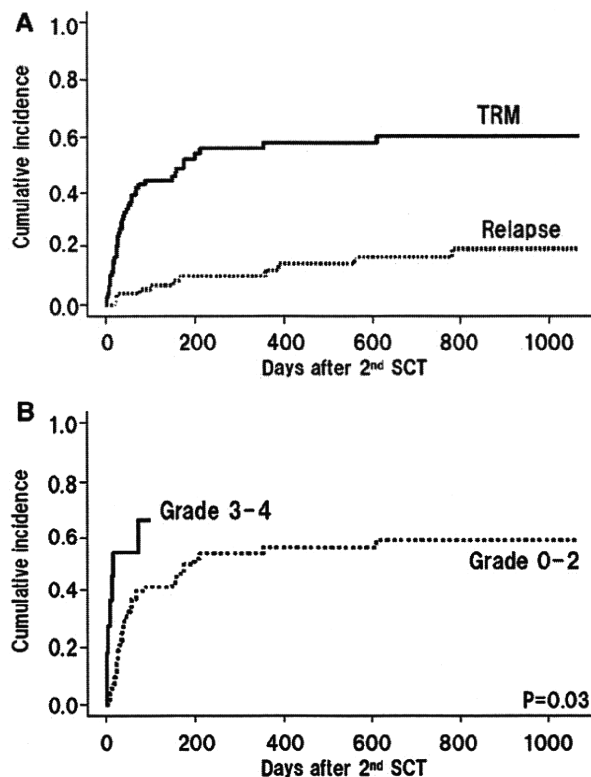 A
Cumulative incidence
1.0
0.8
0.6
0.4
0.2
0.0
TRM
Relapse
0 200 400 600 800 1000
Days after 2nd SCT
B
Cumulative incidence
1.0
0.8
0.6
0.4
0.2
0.0
Grade 3-4
Grade 0-2
P=0.03
0 200 400 600 800 1000
Days after 2nd SCT